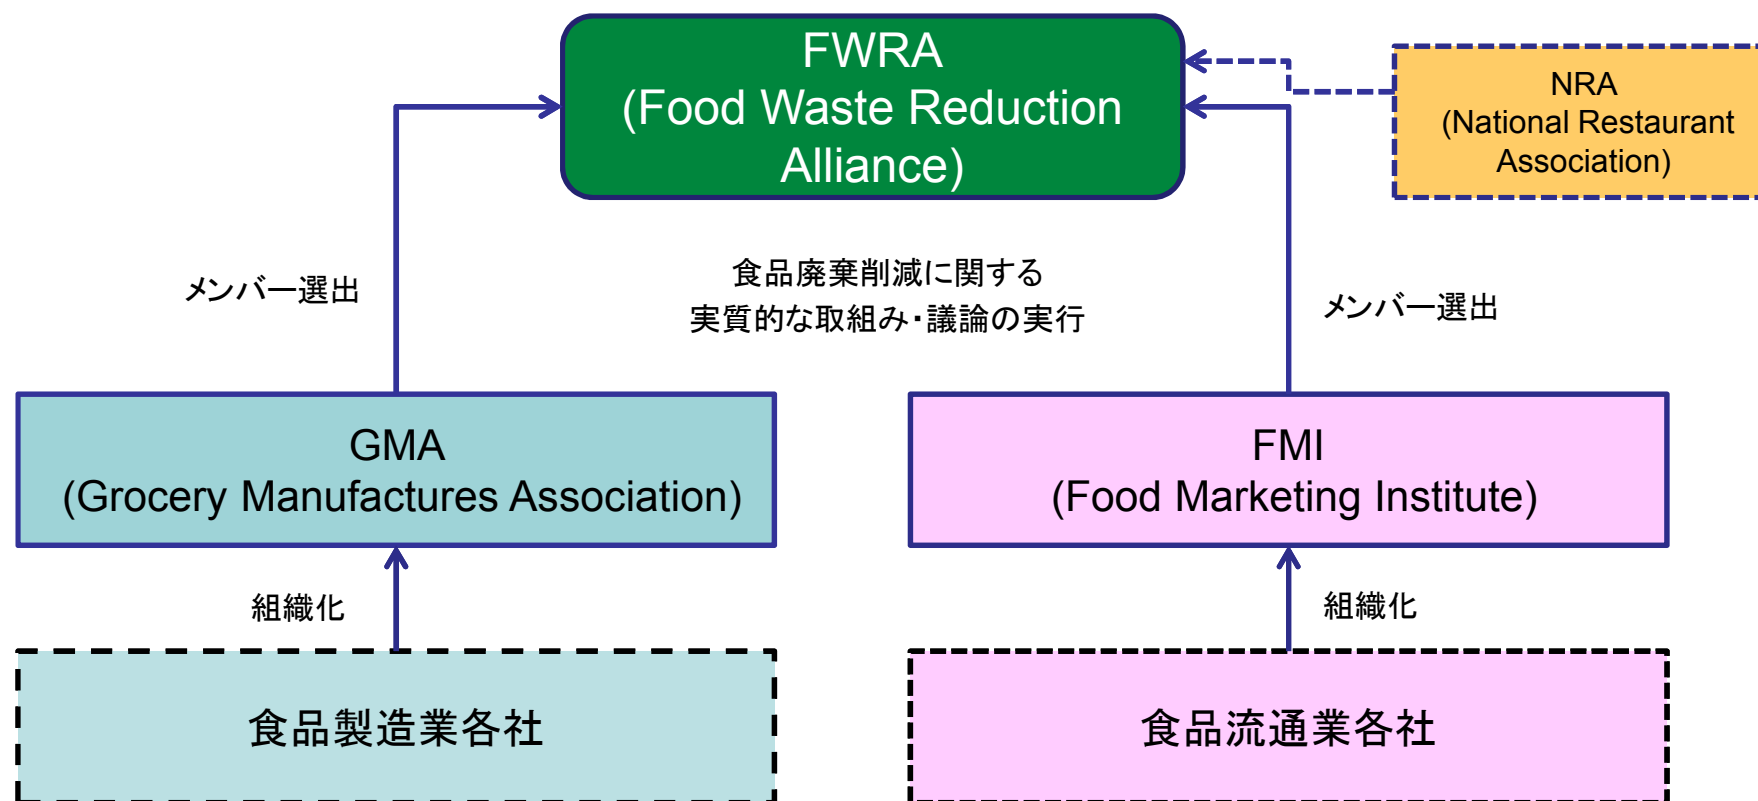 FWRA
(Food Waste Reduction
Alliance)
NRA
(National Restaurant
Association)
メンバー選出
食品廃棄削減に関する
実質的な取組み・議論の実行
メンバー選出
GMA
(Grocery Manufactures Association)
FMI
(Food Marketing Institute)
組織化
組織化
食品製造業各社
食品流通業各社